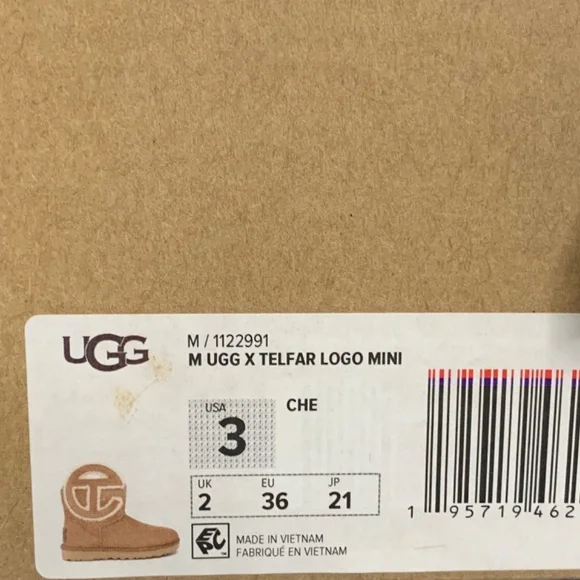 UGG
M / 1122991
M UGG X TELFAR LOGO MINI
USA
3
CHE
UK EU JP
2 36 21
1 95719 462
EPC
MADE IN VIETNAM
FABRIQUÉ EN VIETNAM